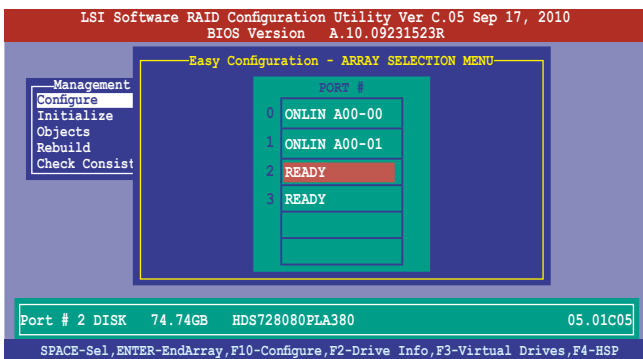 LSI Software RAID Configuration Utility Ver C.05 Sep 17, 2010
BIOS Version A.10.09231523R
Easy Configuration - ARRAY SELECTION MENU
Management
Configure
Initialize
Objects
Rebuild
Check Consist
PORT #
0 ONLIN A00-00
1 ONLIN A00-01
2 READY
3 READY
Port # 2 DISK 74.74GB HDS728080PLA380 05.01C05
SPACE-Sel,ENTER-EndArray,F10-Configure,F2-Drive Info,F3-Virtual Drives,F4-HSP